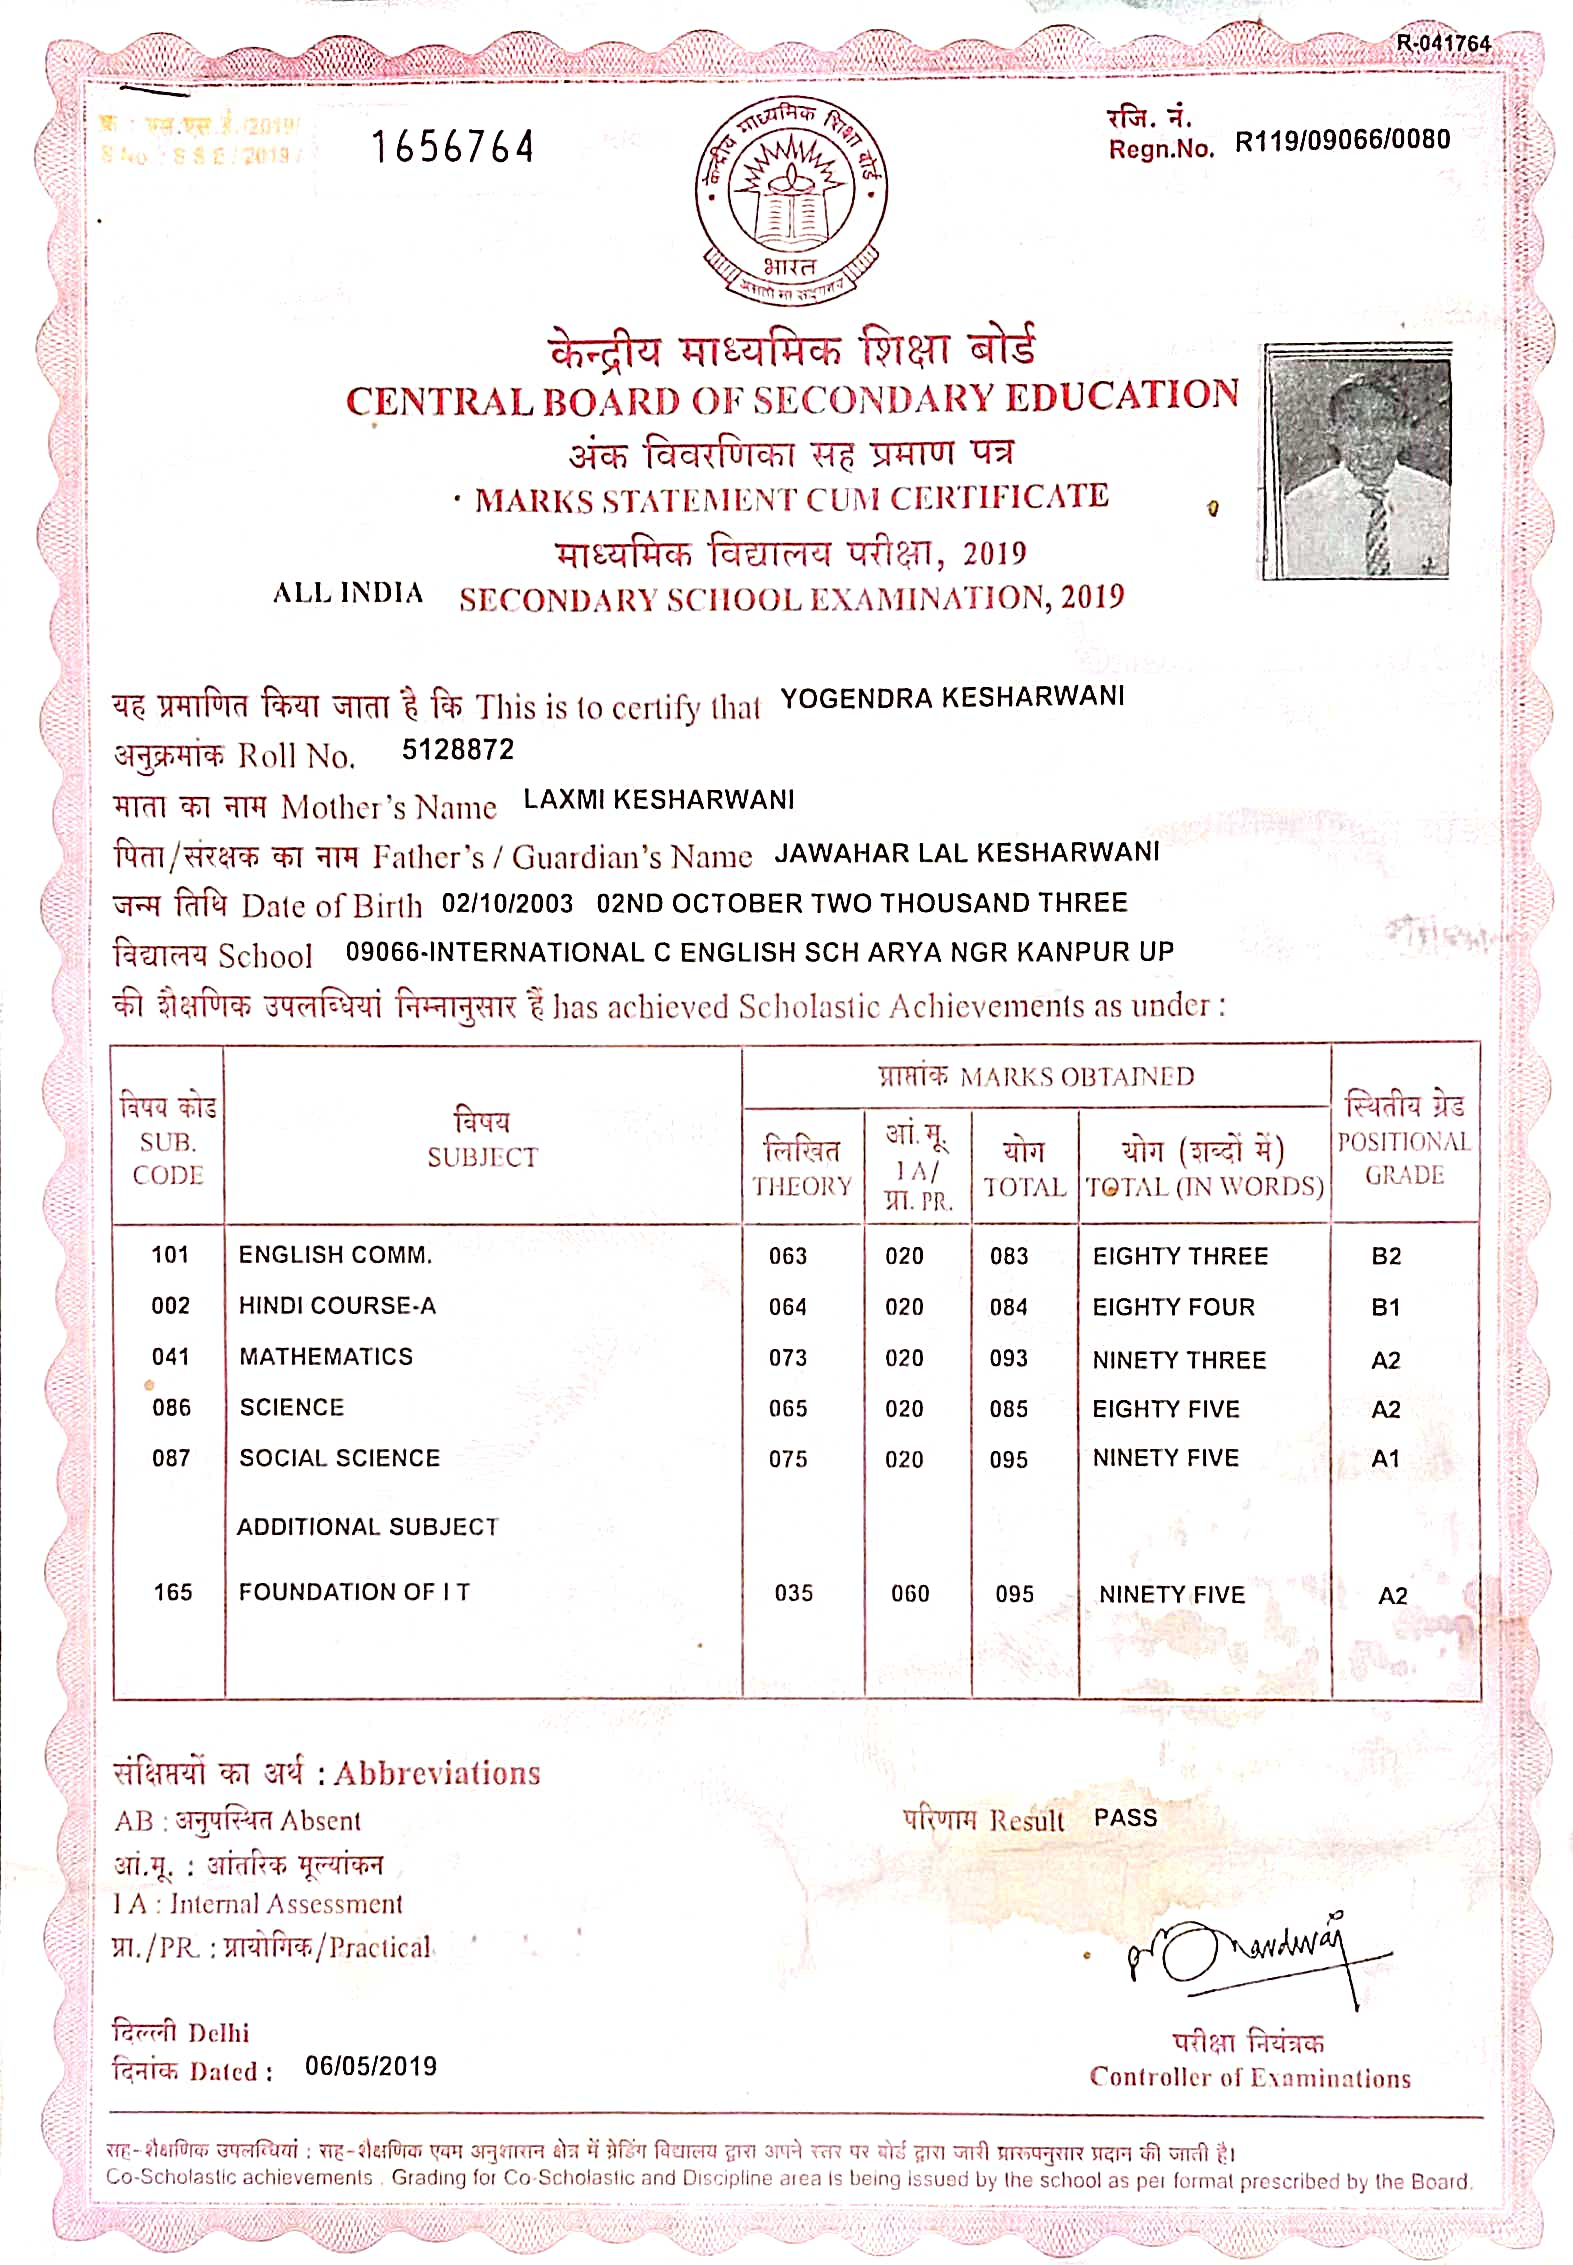 R-041764
क्र : एस.एस.ई./2019/
S No : S S E / 2019 /
1656764
रजि. नं.
Regn.No. R119/09066/0080
केन्द्रीय माध्यमिक शिक्षा बोर्ड
भारत
केन्द्रीय माध्यमिक शिक्षा बोर्ड
CENTRAL BOARD OF SECONDARY EDUCATION
अंक विवरणिका सह प्रमाण पत्र
MARKS STATEMENT CUM CERTIFICATE
माध्यमिक विद्यालय परीक्षा, 2019
ALL INDIA SECONDARY SCHOOL EXAMINATION, 2019
यह प्रमाणित किया जाता है कि This is to certify that YOGENDRA KESHARWANI
अनुक्रमांक Roll No. 5128872
माता का नाम Mother's Name LAXMI KESHARWANI
पिता/संरक्षक का नाम Father's / Guardian's Name JAWAHAR LAL KESHARWANI
जन्म तिथि Date of Birth 02/10/2003 02ND OCTOBER TWO THOUSAND THREE
विद्यालय School 09066-INTERNATIONAL C ENGLISH SCH ARYA NGR KANPUR UP
की शैक्षणिक उपलब्धियां निम्नानुसार हैं has achieved Scholastic Achievements as under :
विषय कोड SUB. CODE विषय SUBJECT प्राप्तांक MARKS OBTAINED स्थितीय ग्रेड POSITIONAL GRADE
लिखित THEORY आं.मू. I A/ प्रा. PR. योग TOTAL योग (शब्दों में) TOTAL (IN WORDS)
101 ENGLISH COMM. 063 020 083 EIGHTY THREE B2
002 HINDI COURSE-A 064 020 084 EIGHTY FOUR B1
041 MATHEMATICS 073 020 093 NINETY THREE A2
086 SCIENCE 065 020 085 EIGHTY FIVE A2
087 SOCIAL SCIENCE 075 020 095 NINETY FIVE A1
ADDITIONAL SUBJECT
165 FOUNDATION OF I T 035 060 095 NINETY FIVE A2
संक्षिप्तयों का अर्थ : Abbreviations
AB : अनुपस्थित Absent
परिणाम Result PASS
आं.मू. : आंतरिक मूल्यांकन
I A : Internal Assessment
प्रा./PR. : प्रायोगिक/Practical
दिल्ली Delhi
दिनांक Dated : 06/05/2019
परीक्षा नियंत्रक
Controller of Examinations
सह-शैक्षणिक उपलब्धियां : सह-शैक्षणिक एवम अनुशासन क्षेत्र में ग्रेडिंग विद्यालय द्वारा अपने स्तर पर बोर्ड द्वारा जारी प्रारूपनुसार प्रदान की जाती है।
Co-Scholastic achievements . Grading for Co-Scholastic and Discipline area is being issued by the school as per format prescribed by the Board.